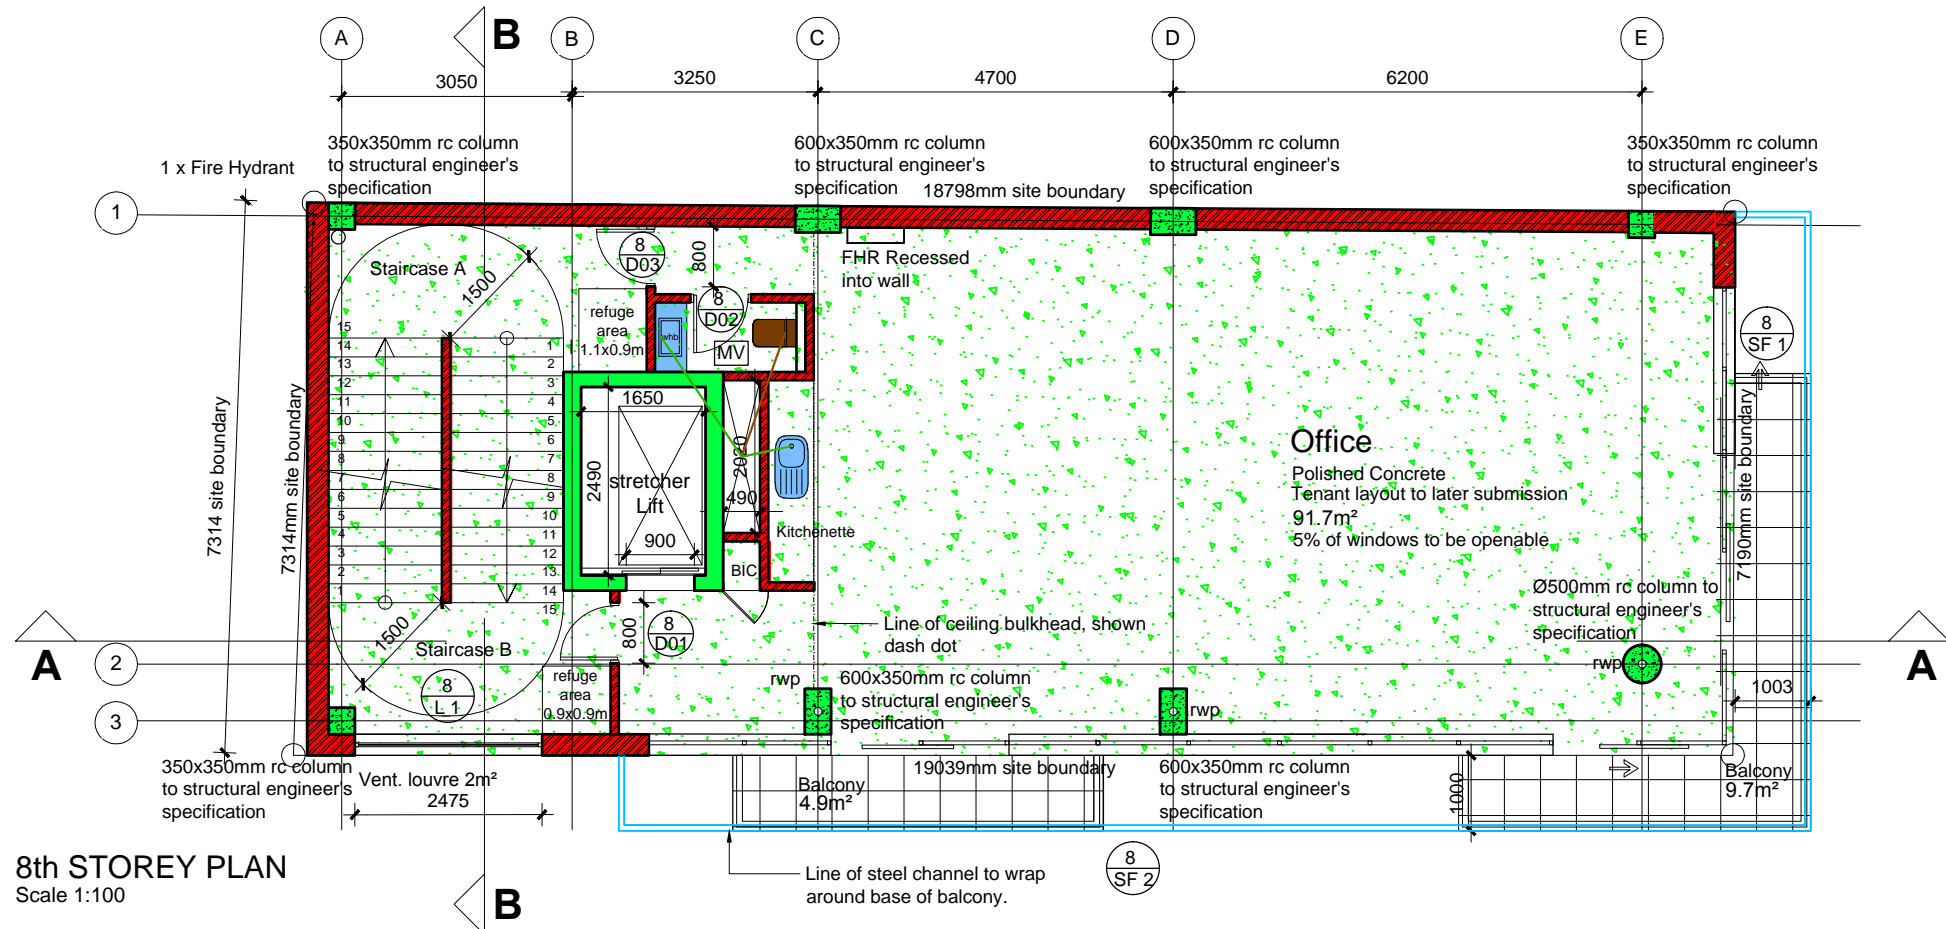 A
B
B
C
D
E
3050
3250
4700
6200
350x350mm rc column
to structural engineer's
specification
600x350mm rc column
to structural engineer's
specification
600x350mm rc column
to structural engineer's
specification
350x350mm rc column
to structural engineer's
specification
1 x Fire Hydrant
18798mm site boundary
1
8
D03
800
FHR Recessed
into wall
Staircase A
1500
8
D02
refuge
area
1.1x0.9m
whb
MV
8
SF 1
15
14
13
12
11
10
9
8
7
6
5
4
3
2
1
1
2
3
4
5
6
7
8
9
10
11
12
13
14
15
7314 site boundary
7314mm site boundary
1650
2490
stretcher
Lift
900
2030
490
Kitchenette
BIC
Office
Polished Concrete
Tenant layout to later submission
91.7m²
5% of windows to be openable
7190mm site boundary
Ø500mm rc column to
structural engineer's
specification
rwp
1500
Staircase B
800
8
D01
Line of ceiling bulkhead, shown
dash dot
A
A
2
3
8
L 1
refuge
area
0.9x0.9m
rwp
600x350mm rc column
to structural engineer's
specification
rwp
1003
350x350mm rc column
to structural engineer's
specification
Vent. louvre 2m²
2475
Balcony
4.9m²
19039mm site boundary
600x350mm rc column
to structural engineer's
specification
1000
Balcony
9.7m²
8th STOREY PLAN
Scale 1:100
Line of steel channel to wrap
around base of balcony.
8
SF 2
B